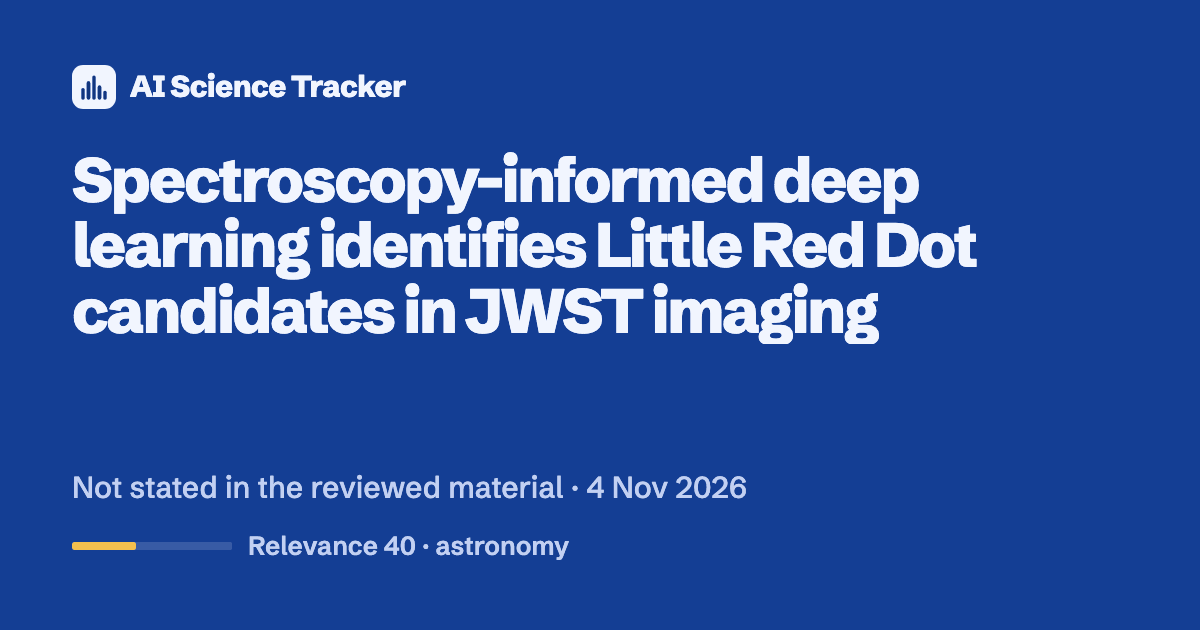 AI Science Tracker
Spectroscopy-informed deep
learning identifies Little Red Dot
candidates in JWST imaging
Not stated in the reviewed material · 4 Nov 2026
Relevance 40 · astronomy